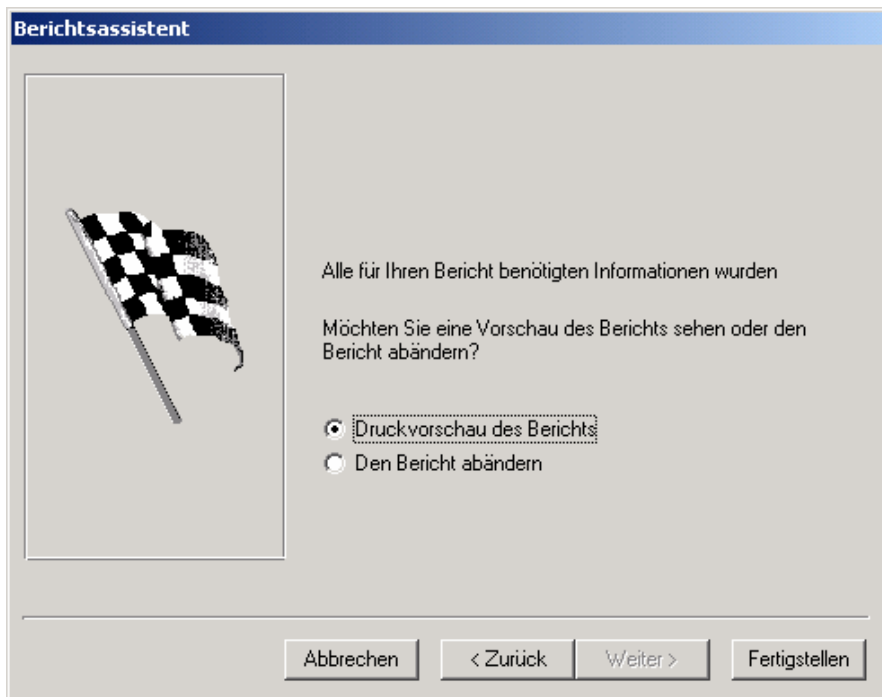 Berichtsassistent
Alle für Ihren Bericht benötigten Informationen wurden
Möchten Sie eine Vorschau des Berichts sehen oder den
Bericht abändern?
Druckvorschau des Berichts
Den Bericht abändern
Abbrechen
< Zurück
Weiter >
Fertigstellen